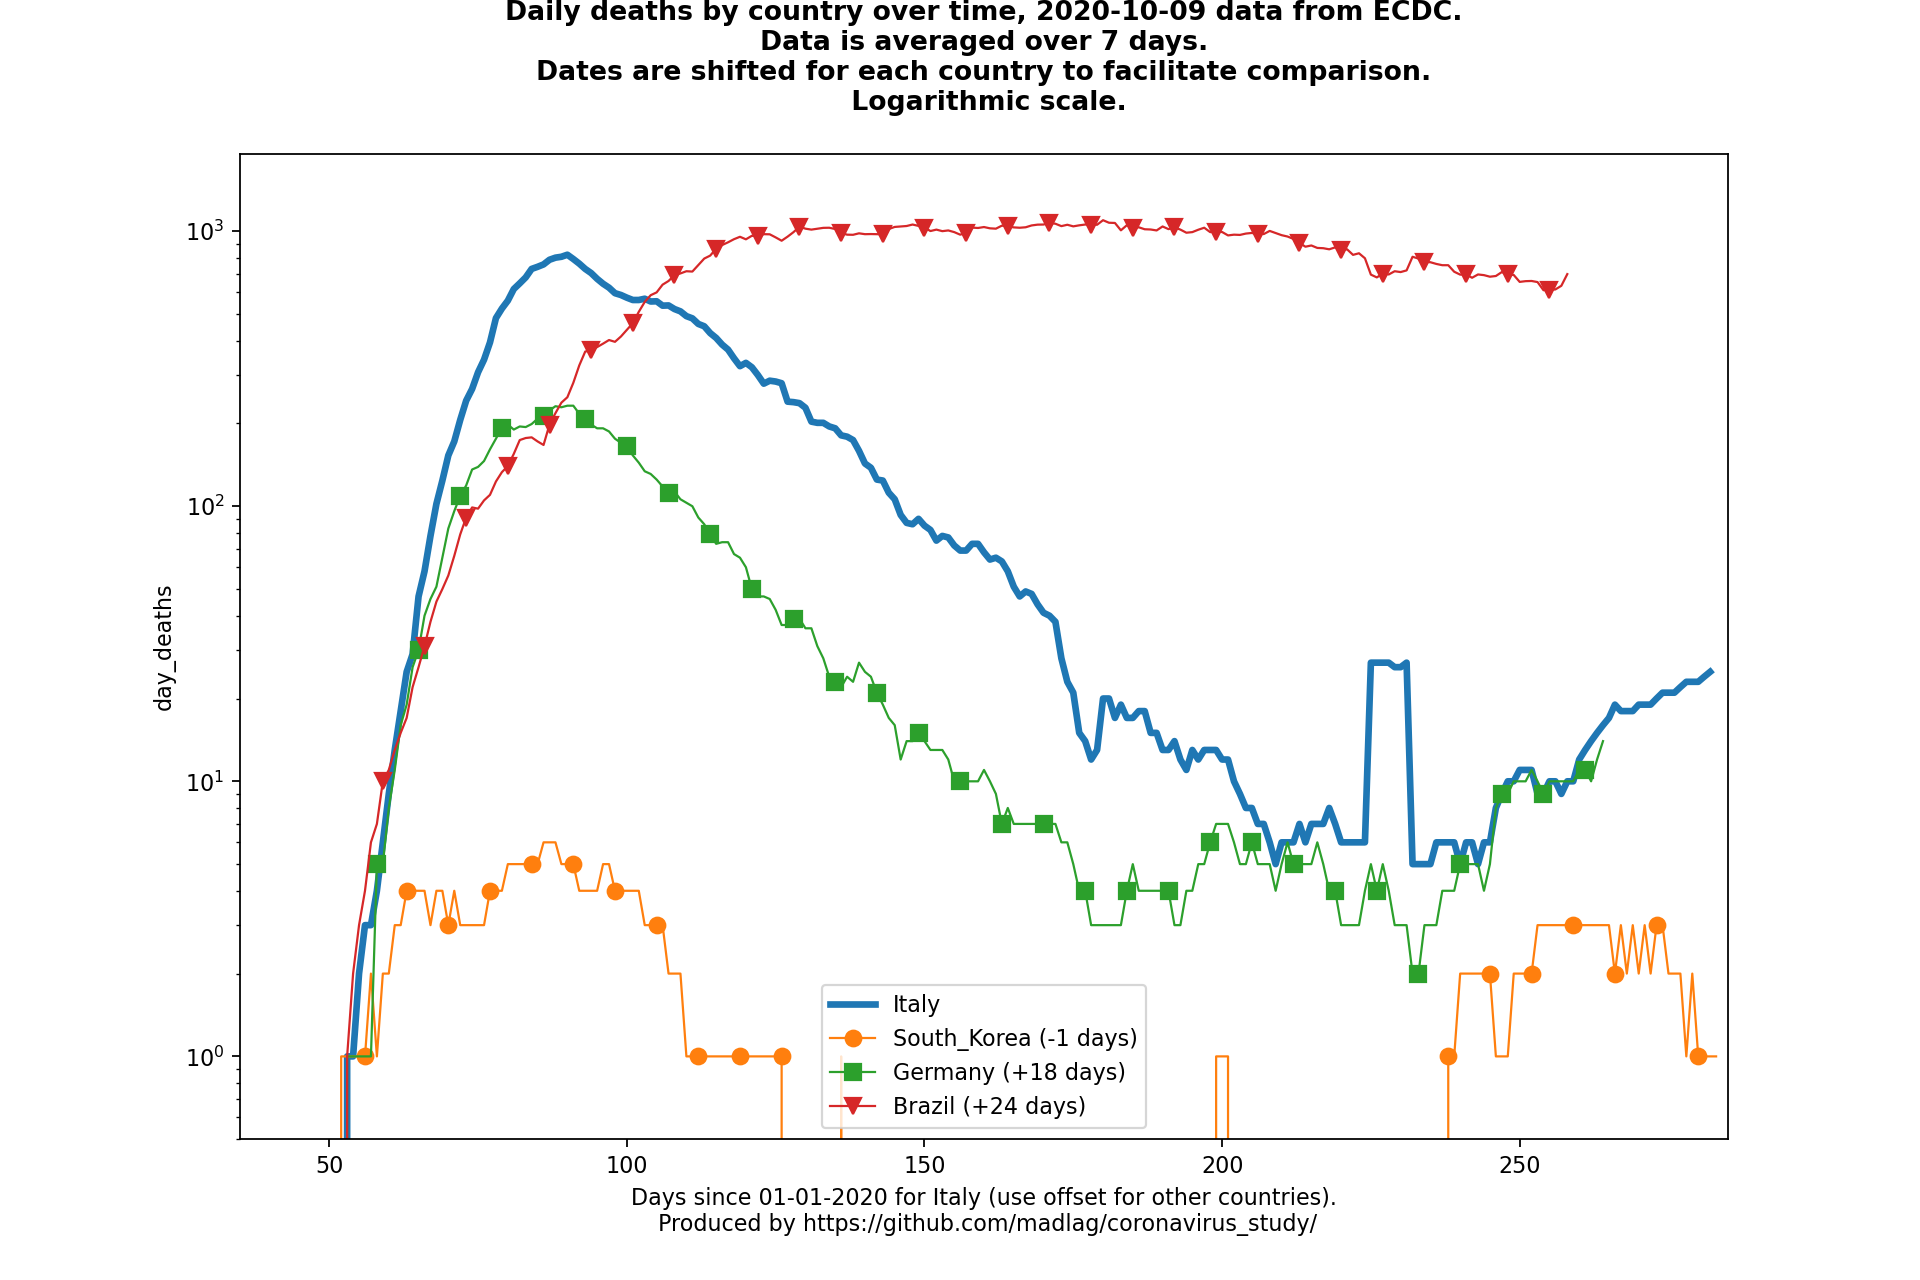 Daily deaths by country over time, 2020-10-09 data from ECDC.
Data is averaged over 7 days.
Dates are shifted for each country to facilitate comparison.
Logarithmic scale.
10³
10²
10¹
10⁰
day_deaths
Italy
South_Korea (-1 days)
Germany (+18 days)
Brazil (+24 days)
50 100 150 200 250
Days since 01-01-2020 for Italy (use offset for other countries).
Produced by https://github.com/madlag/coronavirus_study/